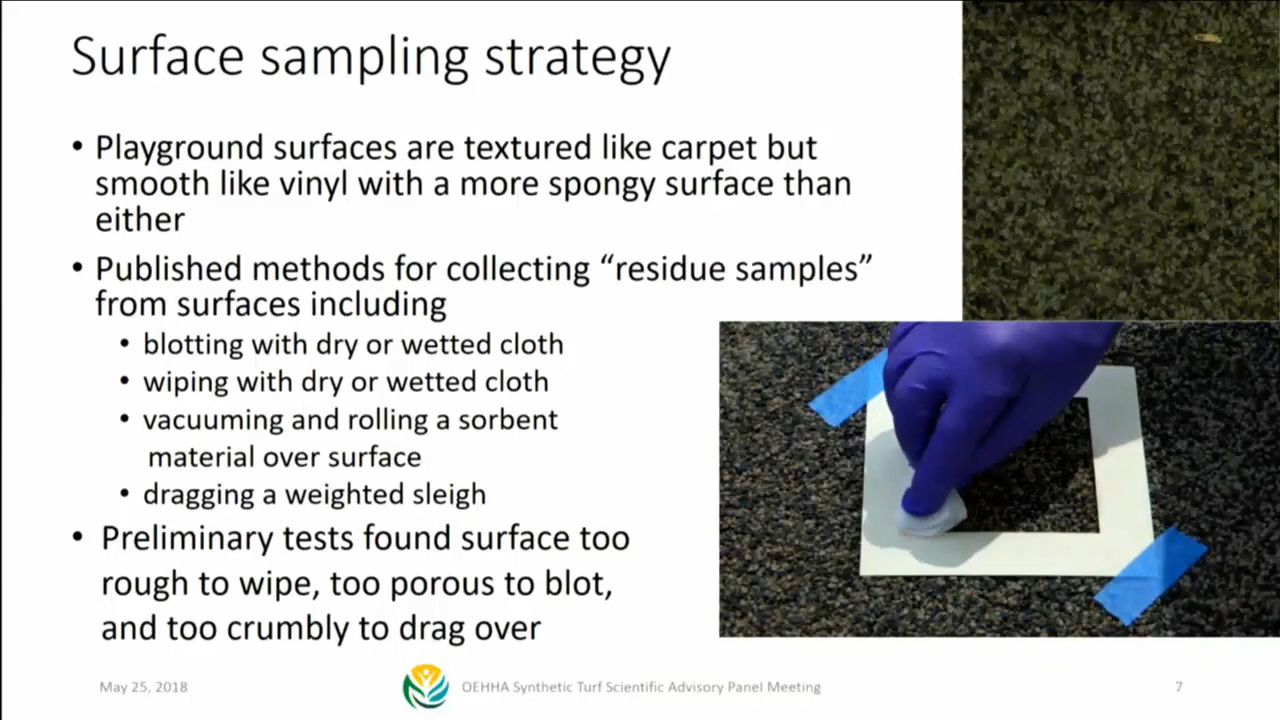 Surface sampling strategy
• Playground surfaces are textured like carpet but
smooth like vinyl with a more spongy surface than
either
• Published methods for collecting “residue samples”
from surfaces including
• blotting with dry or wetted cloth
• wiping with dry or wetted cloth
• vacuuming and rolling a sorbent
material over surface
• dragging a weighted sleigh
• Preliminary tests found surface too
rough to wipe, too porous to blot,
and too crumbly to drag over
May 25, 2018
OEHHA Synthetic Turf Scientific Advisory Panel Meeting
7